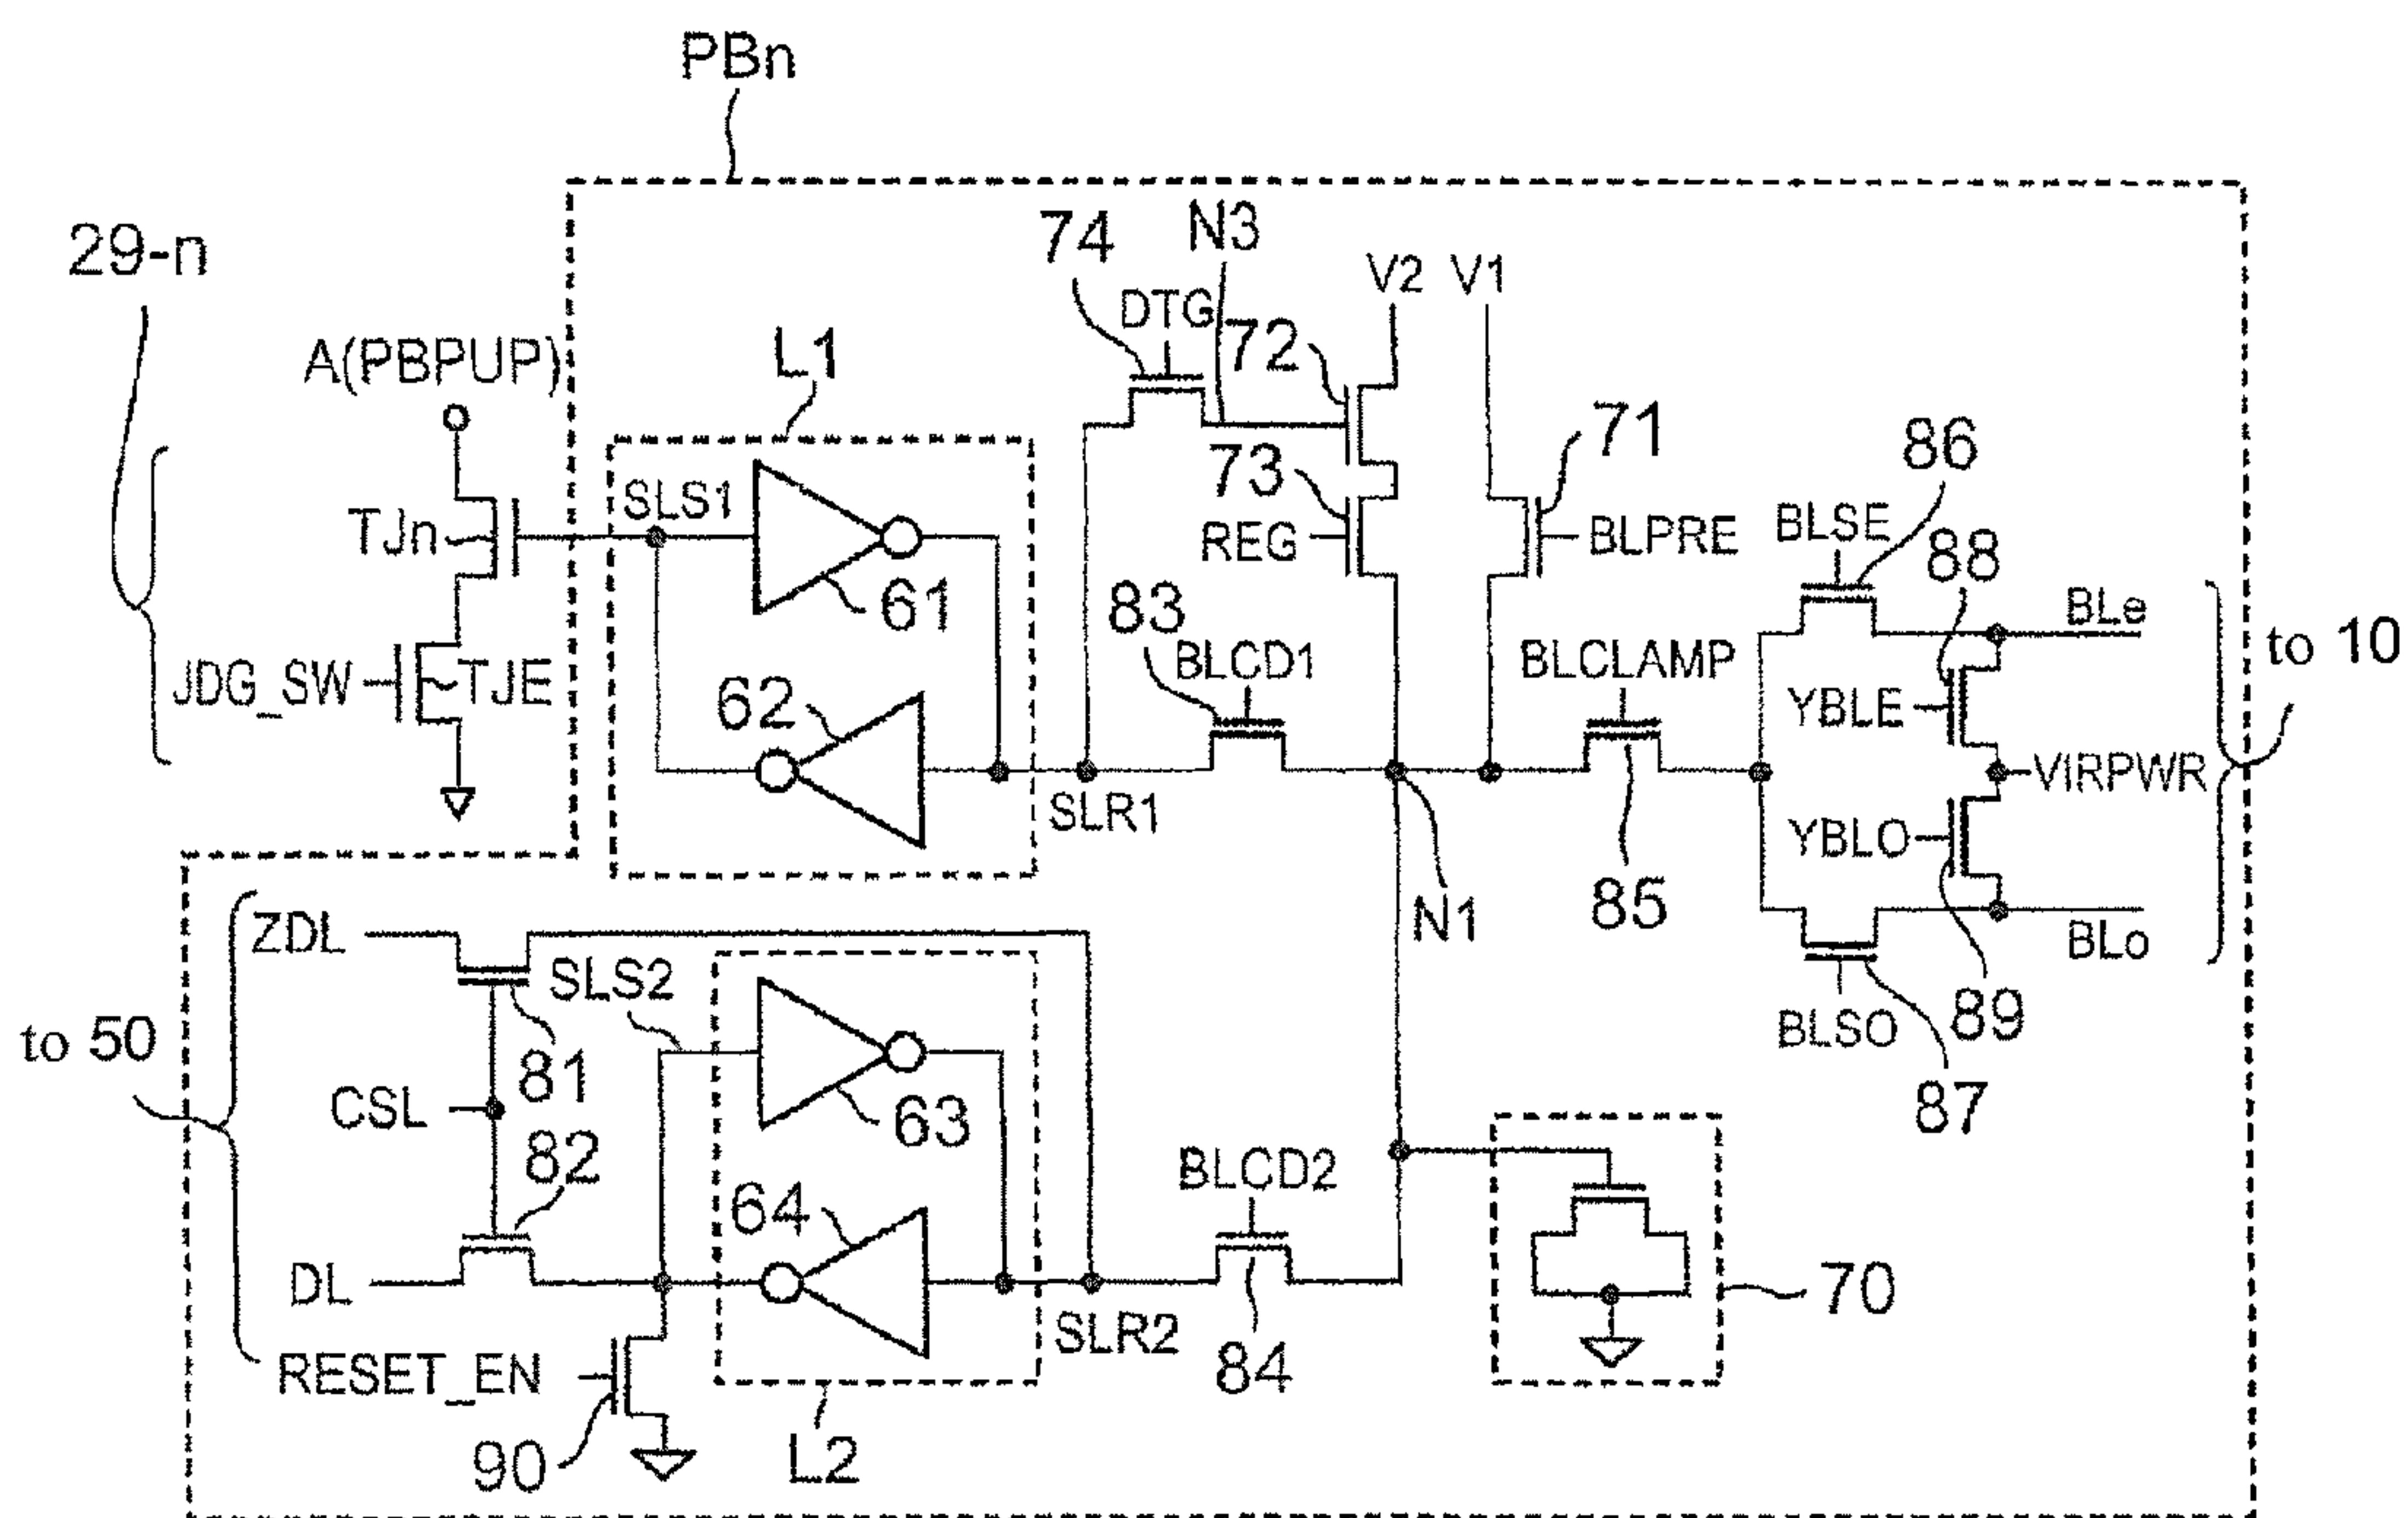 PBn
29-n
74
N3
V2
V1
DTG
72
A(PBPUP)
L1
71
86
73
SLS1
BLSE
TJn
REG
BLPRE
88
61
83
BLe
to 10
BLCD1
BLCLAMP
JDG_SW
TJE
62
YBLE
VIRPWR
SLR1
YBLO
85
N1
ZDL
BLo
SLS2
89
BLSO
to 50
81
87
CSL
63
82
BLCD2
64
DL
70
SLR2
84
RESET_EN
90
L2